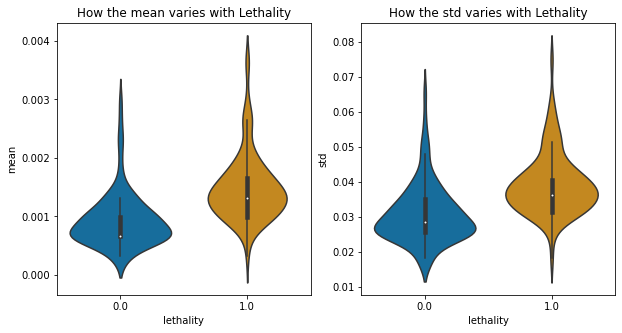 How the mean varies with Lethality
mean
0.004
0.003
0.002
0.001
0.000
0.0
1.0
lethality
How the std varies with Lethality
std
0.08
0.07
0.06
0.05
0.04
0.03
0.02
0.01
0.0
1.0
lethality